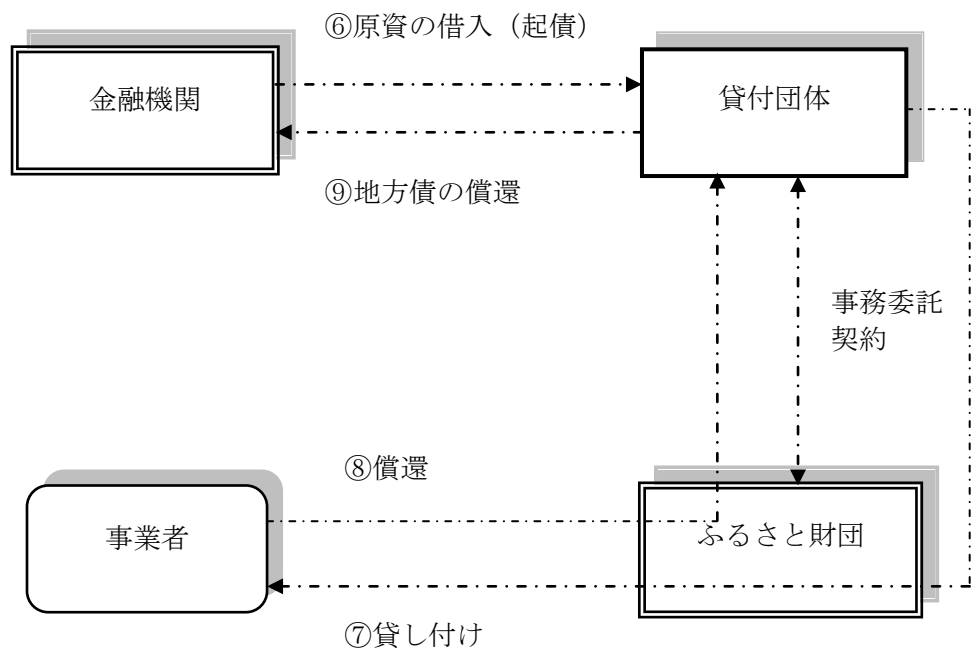 ⑥原資の借入（起債）
金融機関
貸付団体
⑨地方債の償還
事務委託
契約
⑧償還
事業者
ふるさと財団
⑦貸し付け